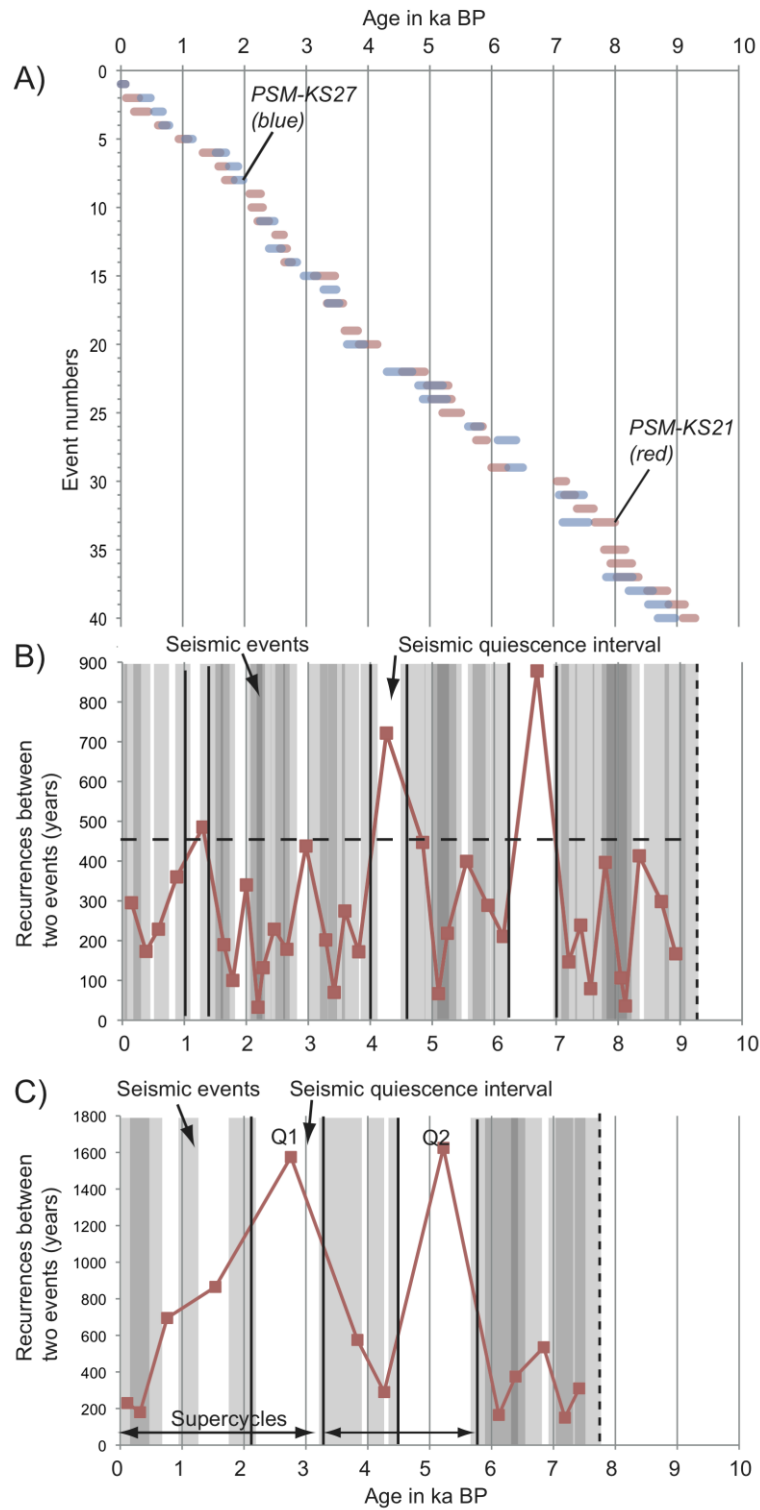 Age in ka BP
0 1 2 3 4 5 6 7 8 9 10
A)
0
5
10
15
20
25
30
35
40
Event numbers
PSM-KS27
(blue)
PSM-KS21
(red)
B)
Seismic events
Seismic quiescence interval
900
800
700
600
500
400
300
200
100
0
Recurrences between
two events (years)
0 1 2 3 4 5 6 7 8 9 10
C)
Seismic events
Seismic quiescence interval
1800
1600
1400
1200
1000
800
600
400
200
0
Recurrences between
two events (years)
Q1
Q2
Supercycles
0 1 2 3 4 5 6 7 8 9 10
Age in ka BP